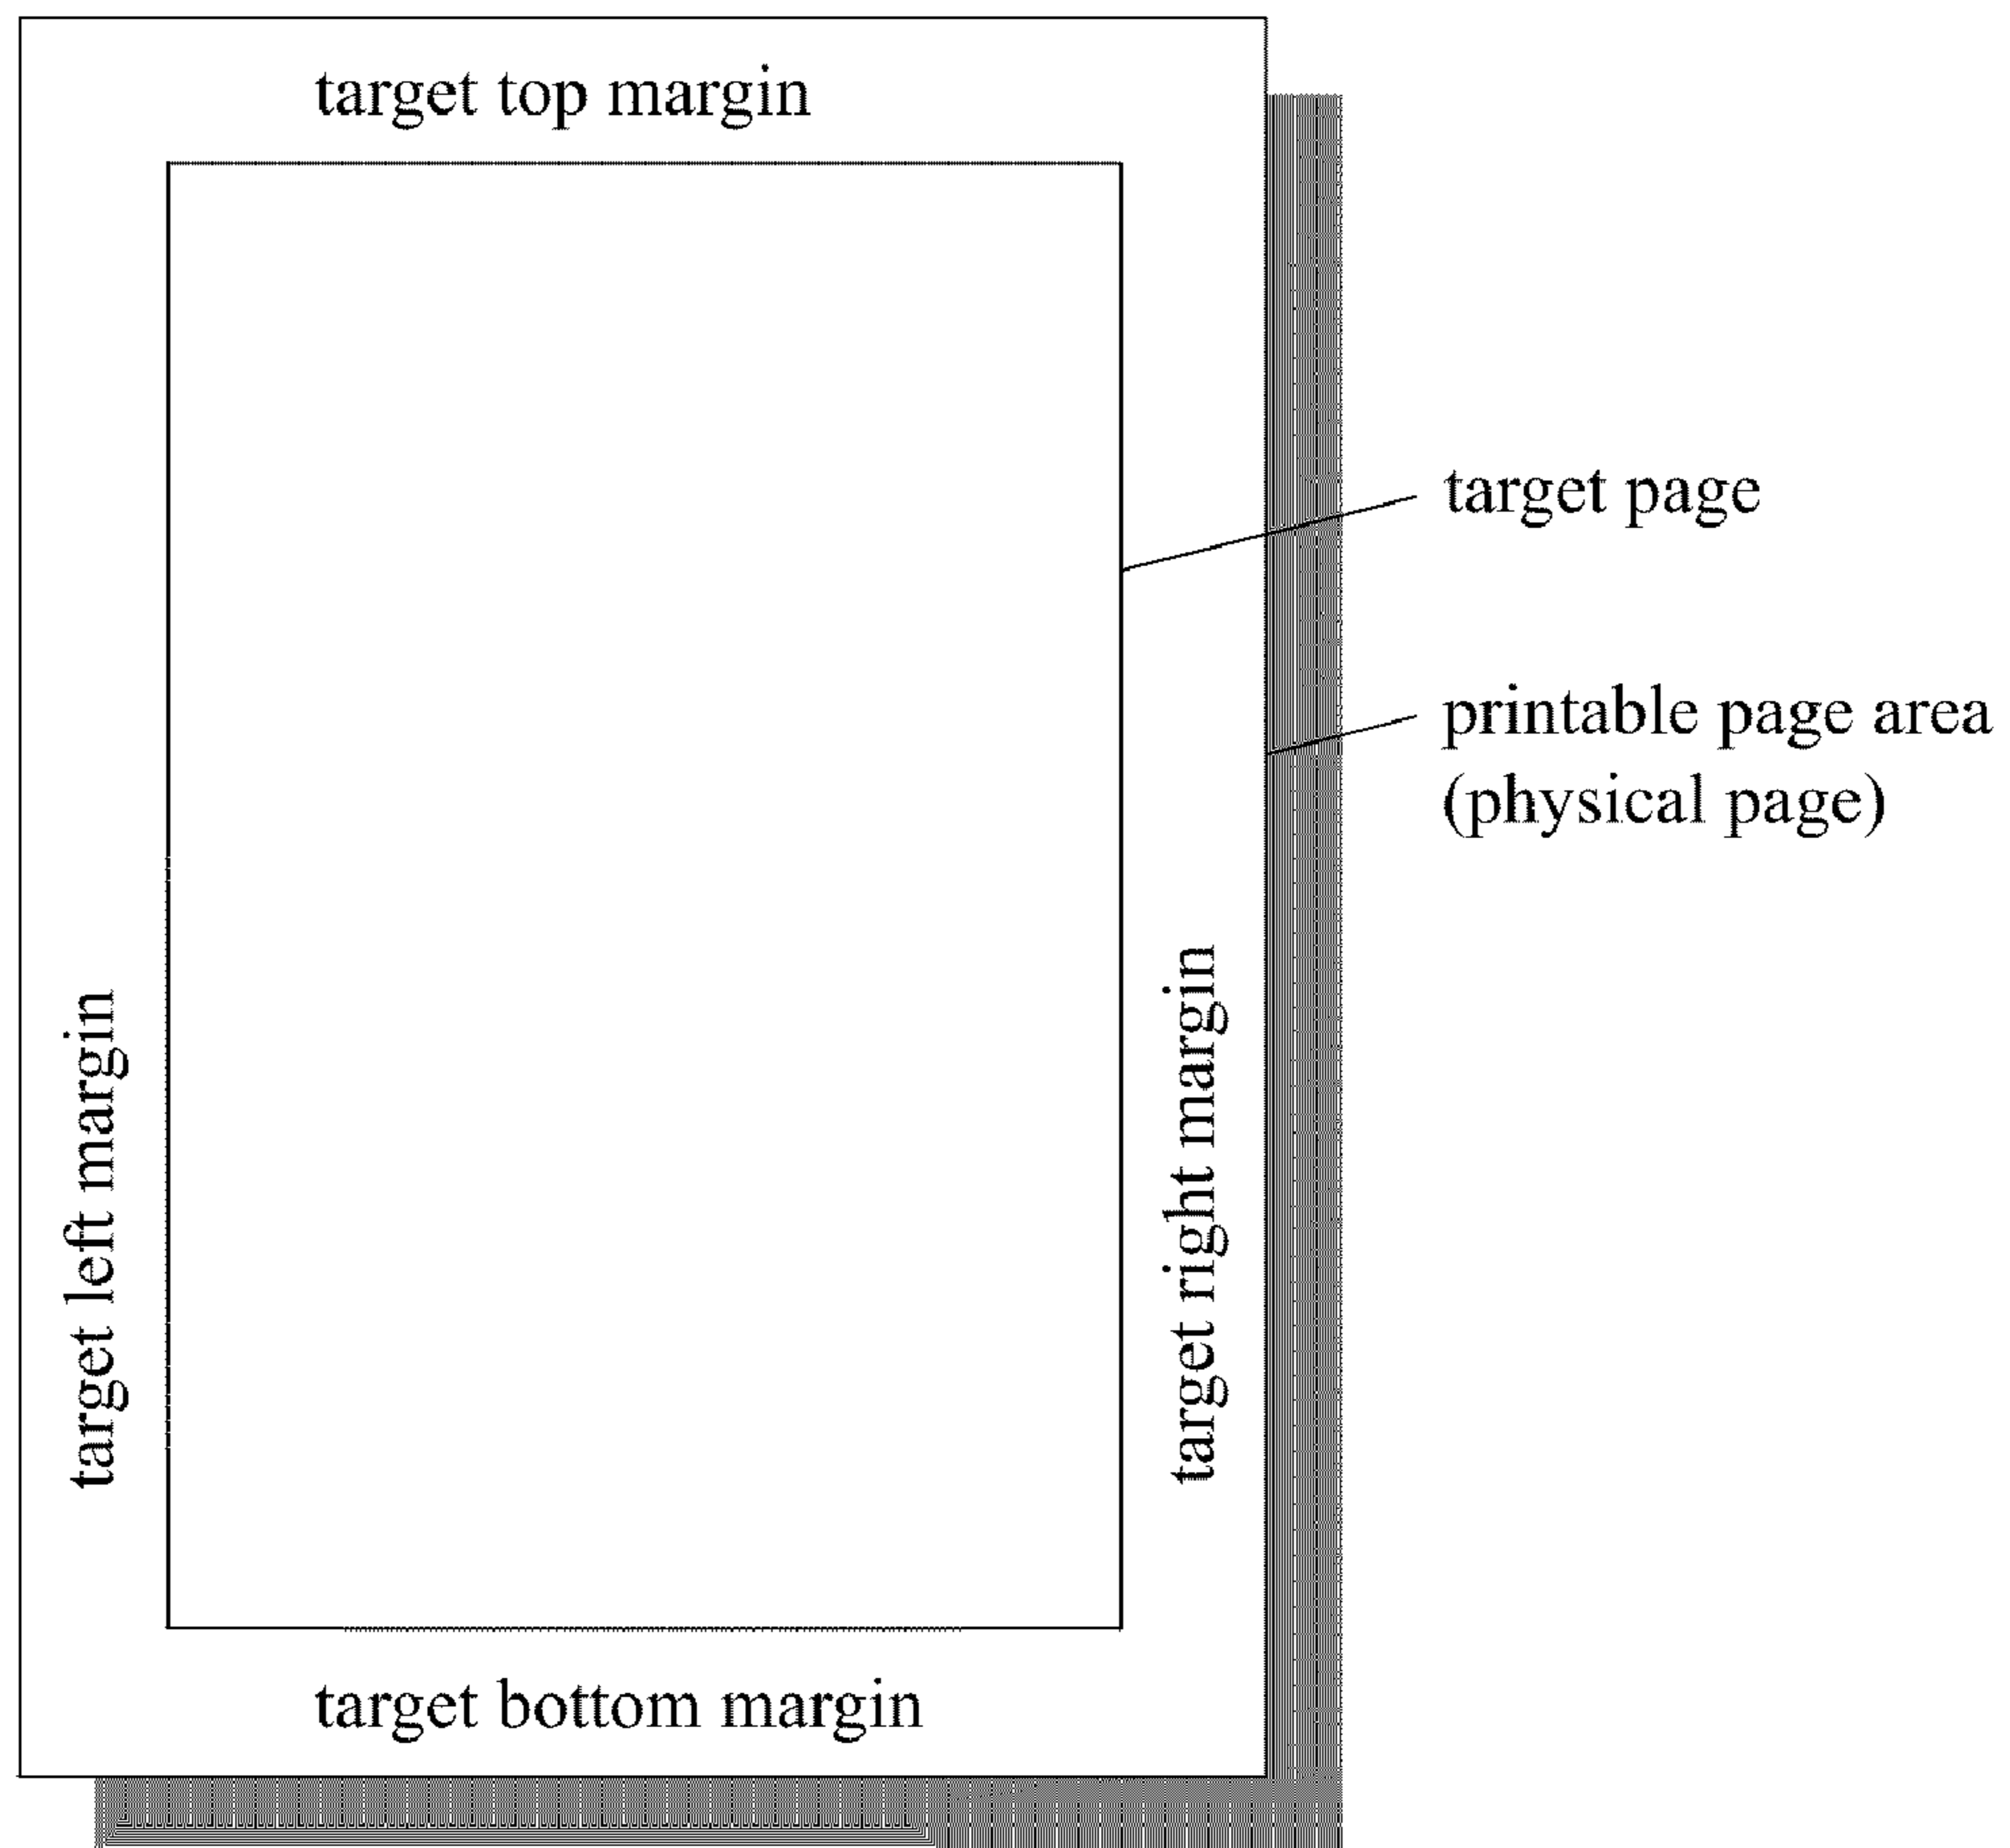 target top margin
target page
printable page area
(physical page)
target left margin
target right margin
target bottom margin